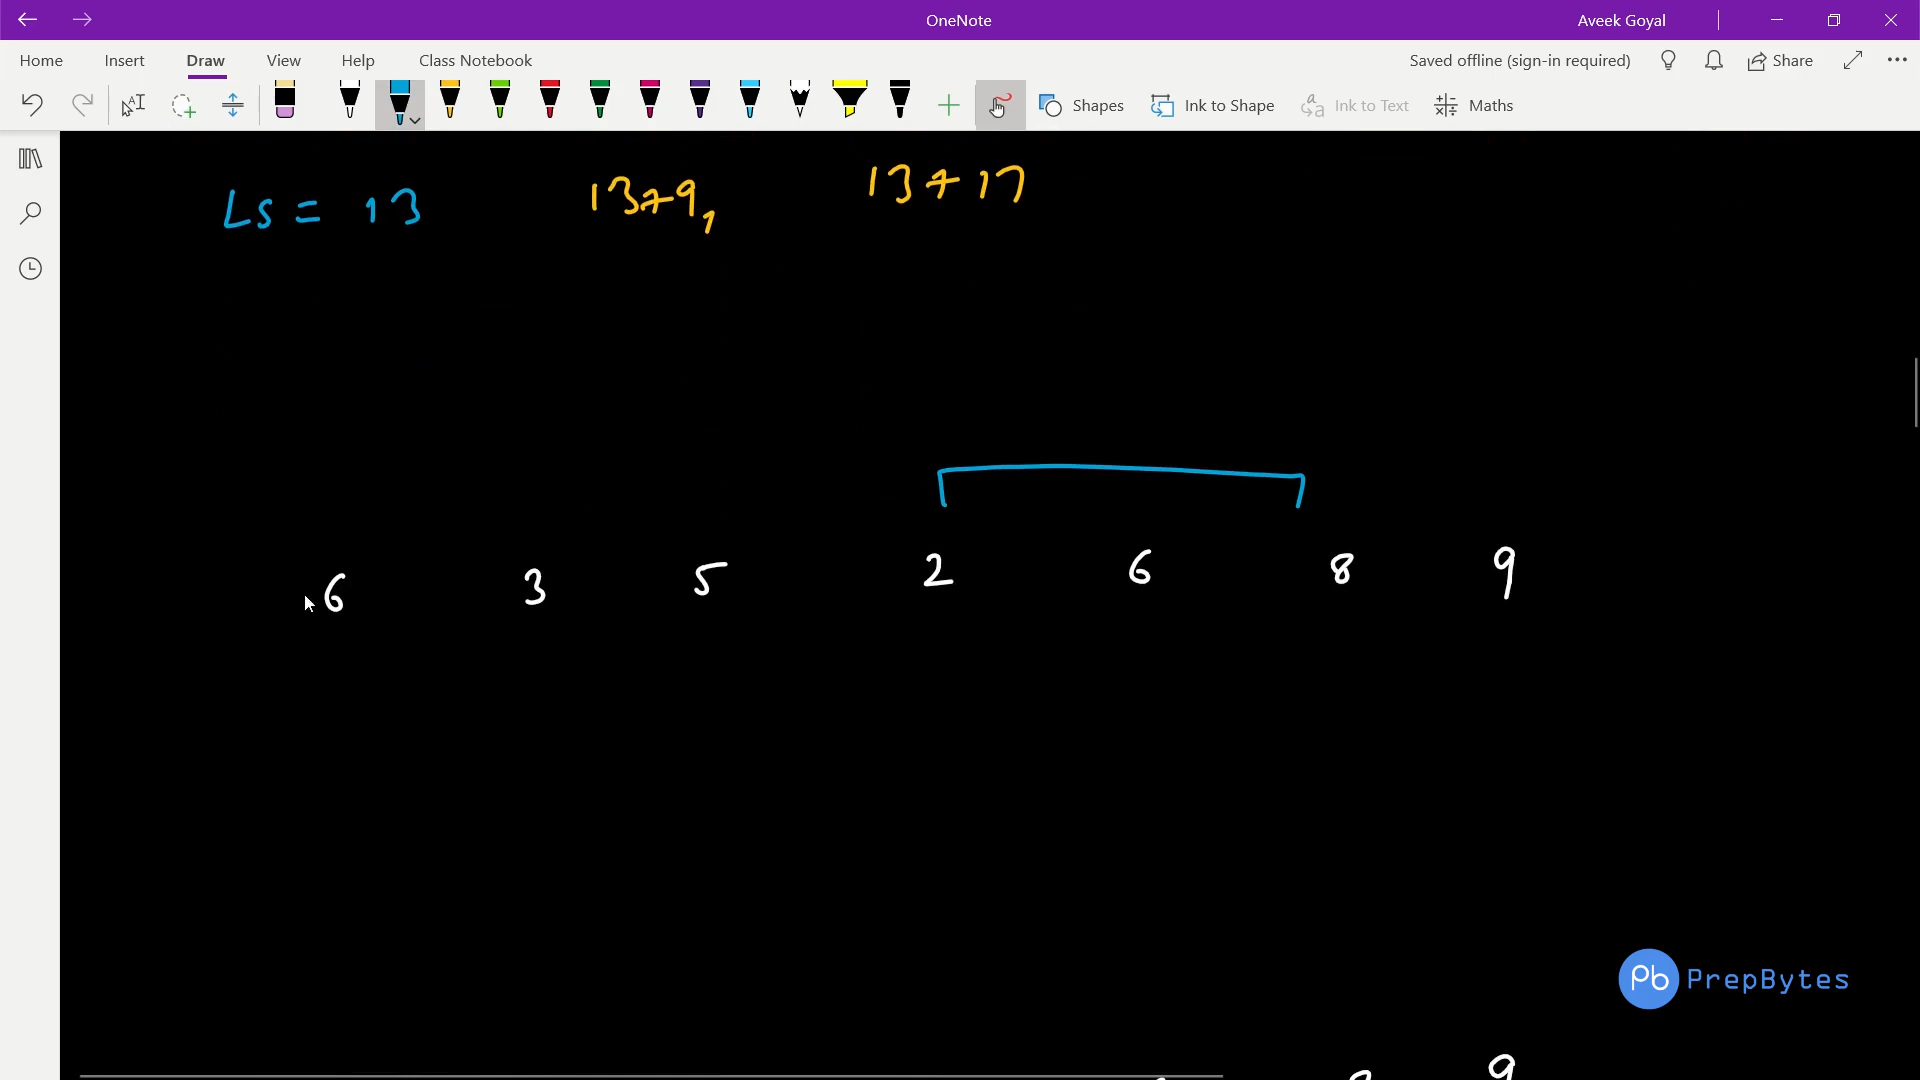 OneNote
Aveek Goyal
Home Insert Draw View Help Class Notebook
Saved offline (sign-in required) Share
Shapes Ink to Shape Ink to Text Maths
Ls = 13 13+9, 13+17
6 3 5 2 6 8 9
Pb PrepBytes
9